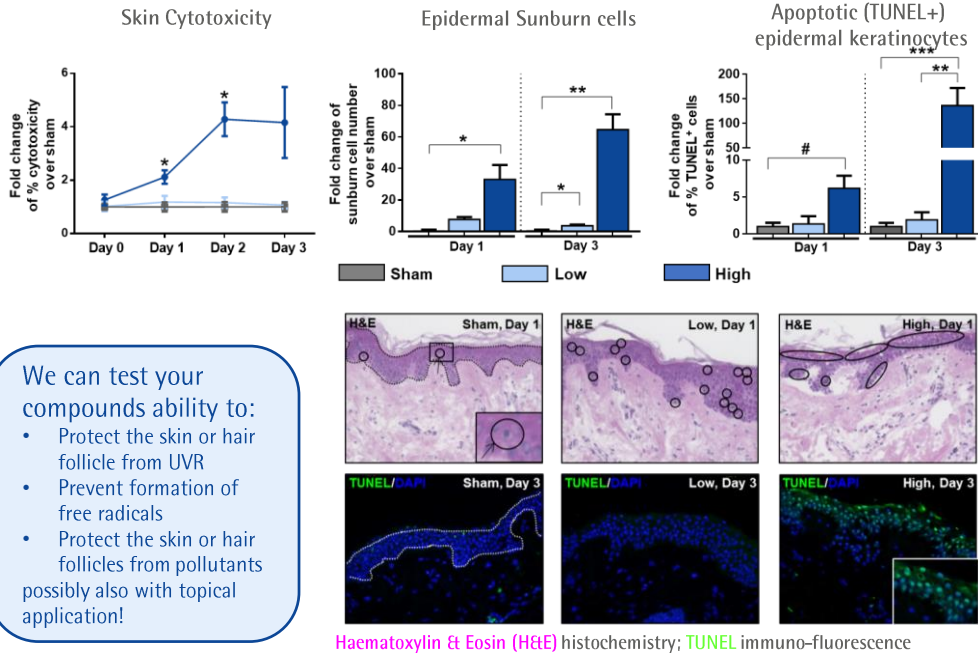 Skin Cytotoxicity
Fold change
of % cytotoxicity
over sham
6
4
2
0
*
*
Day 0
Day 1
Day 2
Day 3
Epidermal Sunburn cells
Fold change of
sunburn cell number
over sham
100
80
60
40
20
0
*
*
**
Day 1
Day 3
Apoptotic (TUNEL+)
epidermal keratinocytes
Fold change
of % TUNEL⁺ cells
over sham
200
150
100
50
10
5
0
#
***
**
Day 1
Day 3
Sham
Low
High
H&E
Sham, Day 1
H&E
Low, Day 1
H&E
High, Day 1
TUNEL/DAPI
Sham, Day 3
TUNEL/DAPI
Low, Day 3
TUNEL/DAPI
High, Day 3
We can test your
compounds ability to:
• Protect the skin or hair
follicle from UVR
• Prevent formation of
free radicals
• Protect the skin or hair
follicles from pollutants
possibly also with topical
application!
Haematoxylin & Eosin (H&E) histochemistry; TUNEL immuno-fluorescence